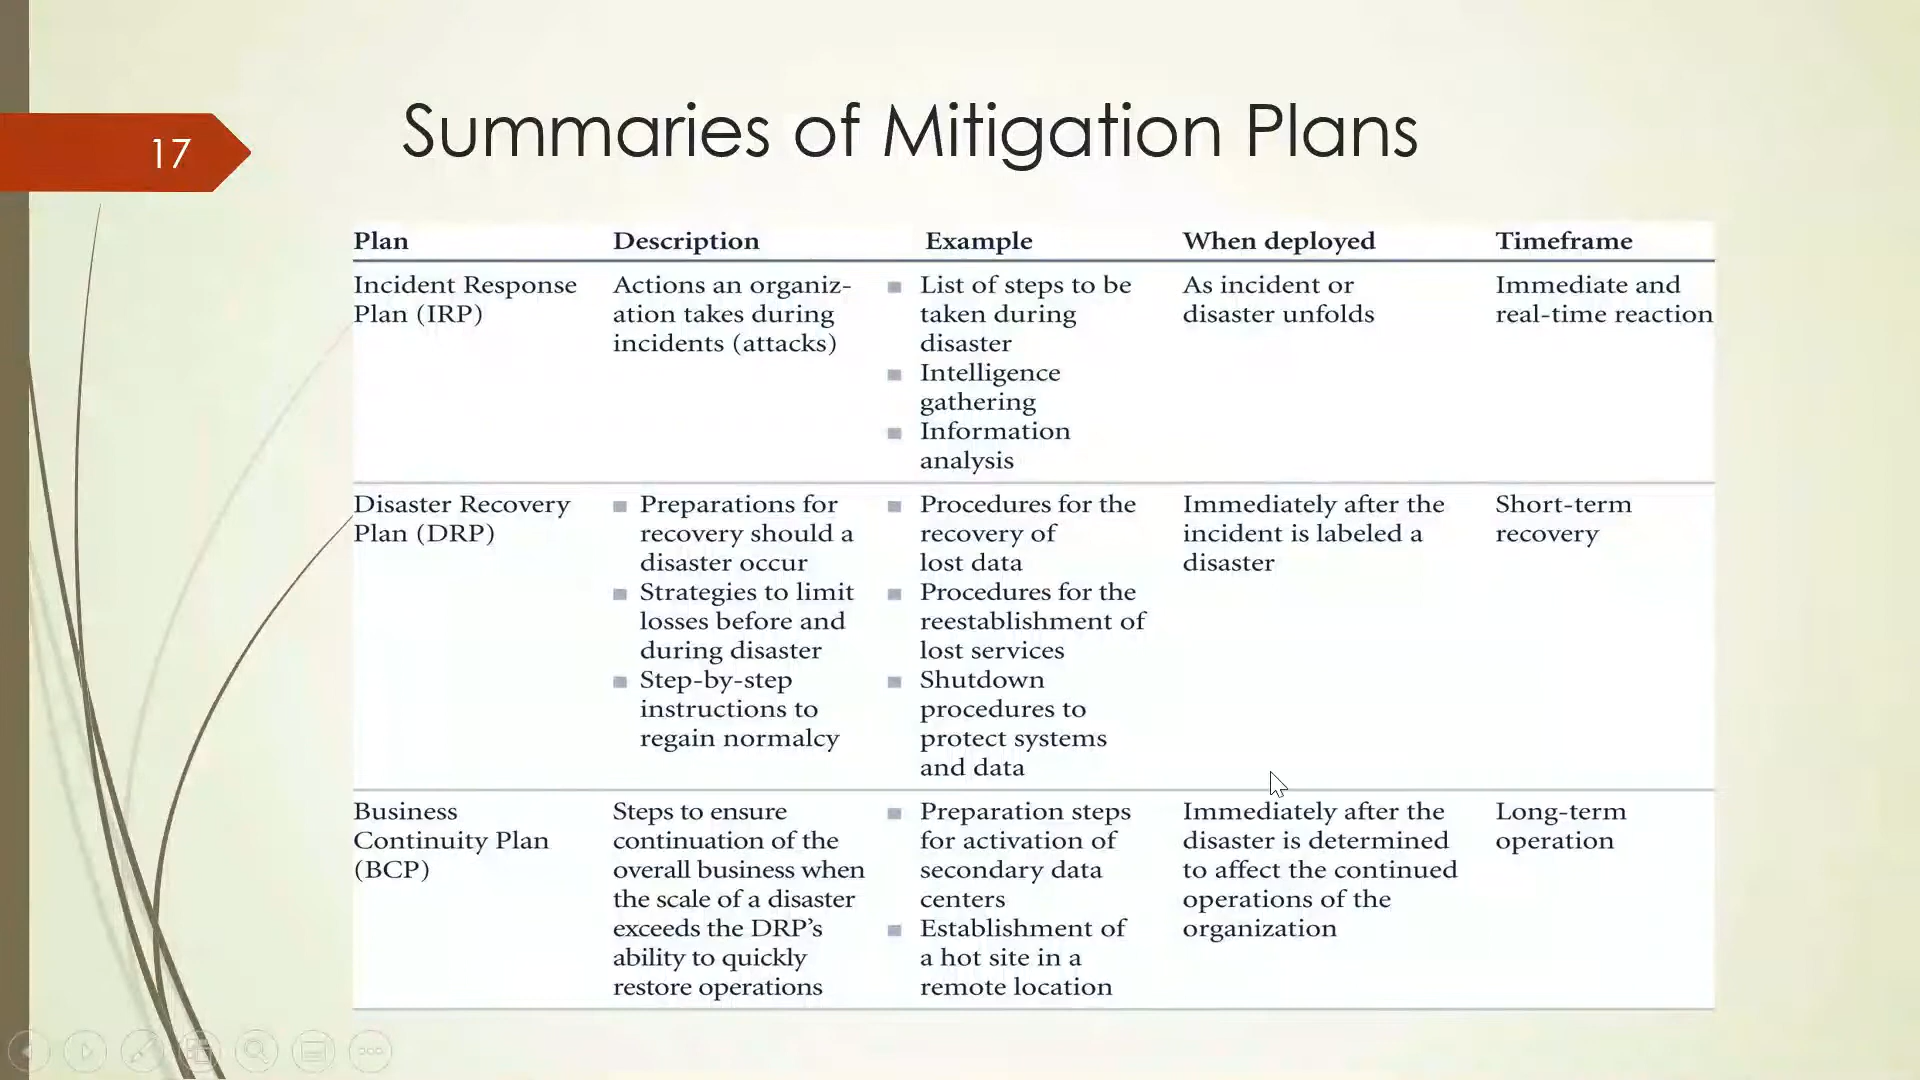 17
Summaries of Mitigation Plans
Plan Description Example When deployed Timeframe
Incident Response
Plan (IRP)
Actions an organiz-
ation takes during
incidents (attacks)
List of steps to be
taken during
disaster
Intelligence
gathering
Information
analysis
As incident or
disaster unfolds
Immediate and
real-time reaction
Disaster Recovery
Plan (DRP)
Preparations for
recovery should a
disaster occur
Strategies to limit
losses before and
during disaster
Step-by-step
instructions to
regain normalcy
Procedures for the
recovery of
lost data
Procedures for the
reestablishment of
lost services
Shutdown
procedures to
protect systems
and data
Immediately after the
incident is labeled a
disaster
Short-term
recovery
Business
Continuity Plan
(BCP)
Steps to ensure
continuation of the
overall business when
the scale of a disaster
exceeds the DRP’s
ability to quickly
restore operations
Preparation steps
for activation of
secondary data
centers
Establishment of
a hot site in a
remote location
Immediately after the
disaster is determined
to affect the continued
operations of the
organization
Long-term
operation